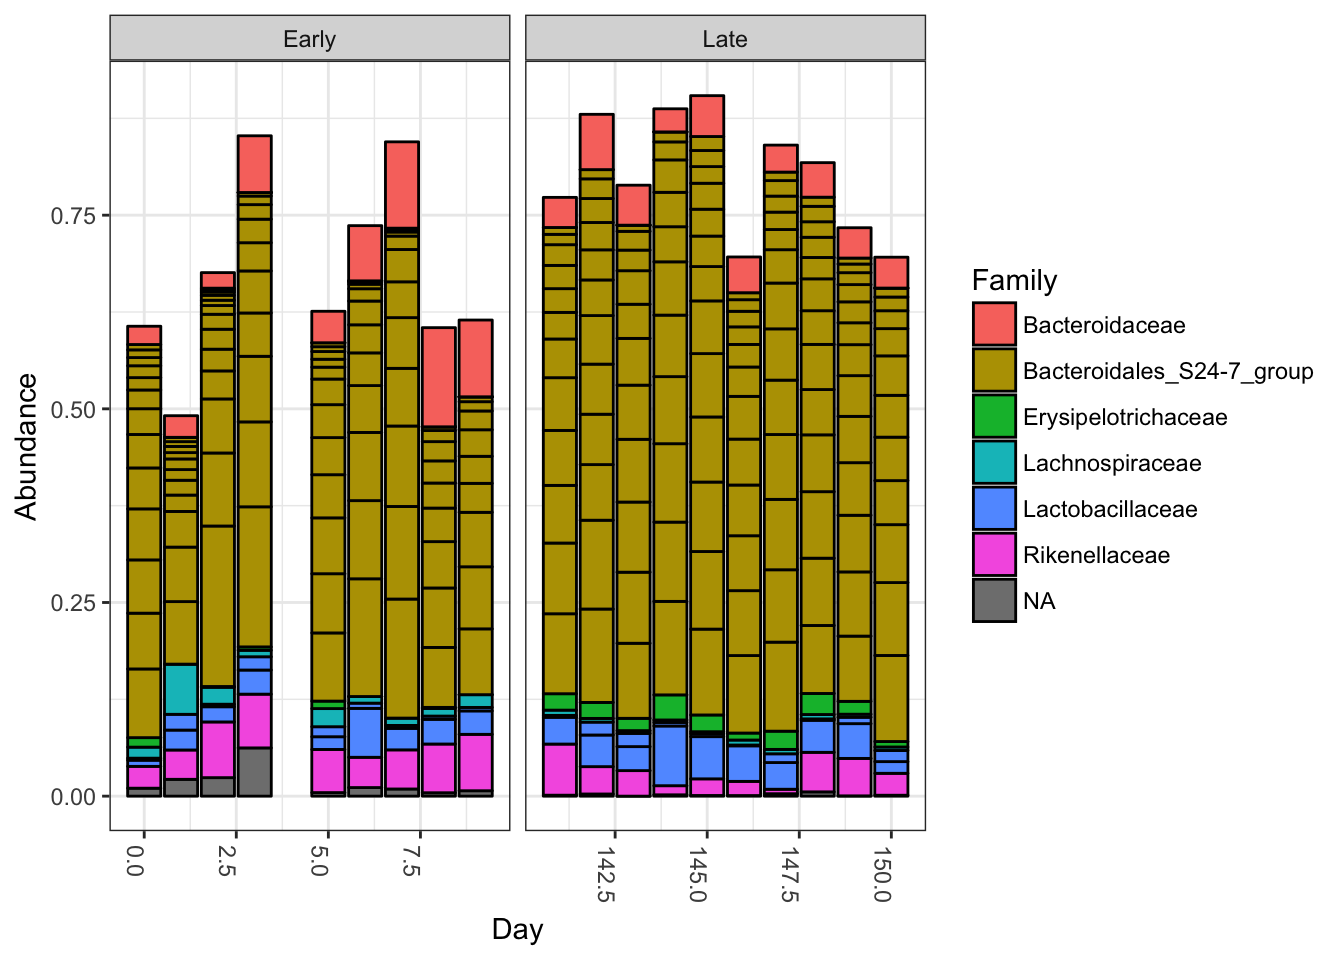 Early
Late
Abundance
0.75
0.50
0.25
0.00
0.0
2.5
5.0
7.5
142.5
145.0
147.5
150.0
Day
Family
Bacteroidaceae
Bacteroidales_S24-7_group
Erysipelotrichaceae
Lachnospiraceae
Lactobacillaceae
Rikenellaceae
NA